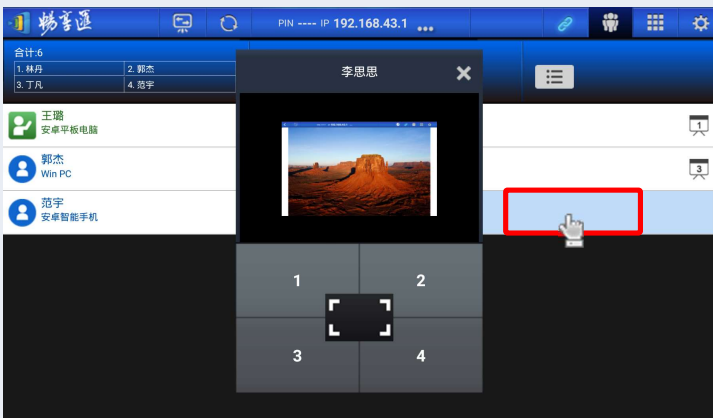 暢享匯
PIN ---- IP 192.168.43.1 ...
合计:6
1. 林丹
2. 郭杰
3. 丁凡
4. 范宇
李思思
王璐
安卓平板电脑
1
郭杰
Win PC
3
范宇
安卓智能手机
1
2
3
4